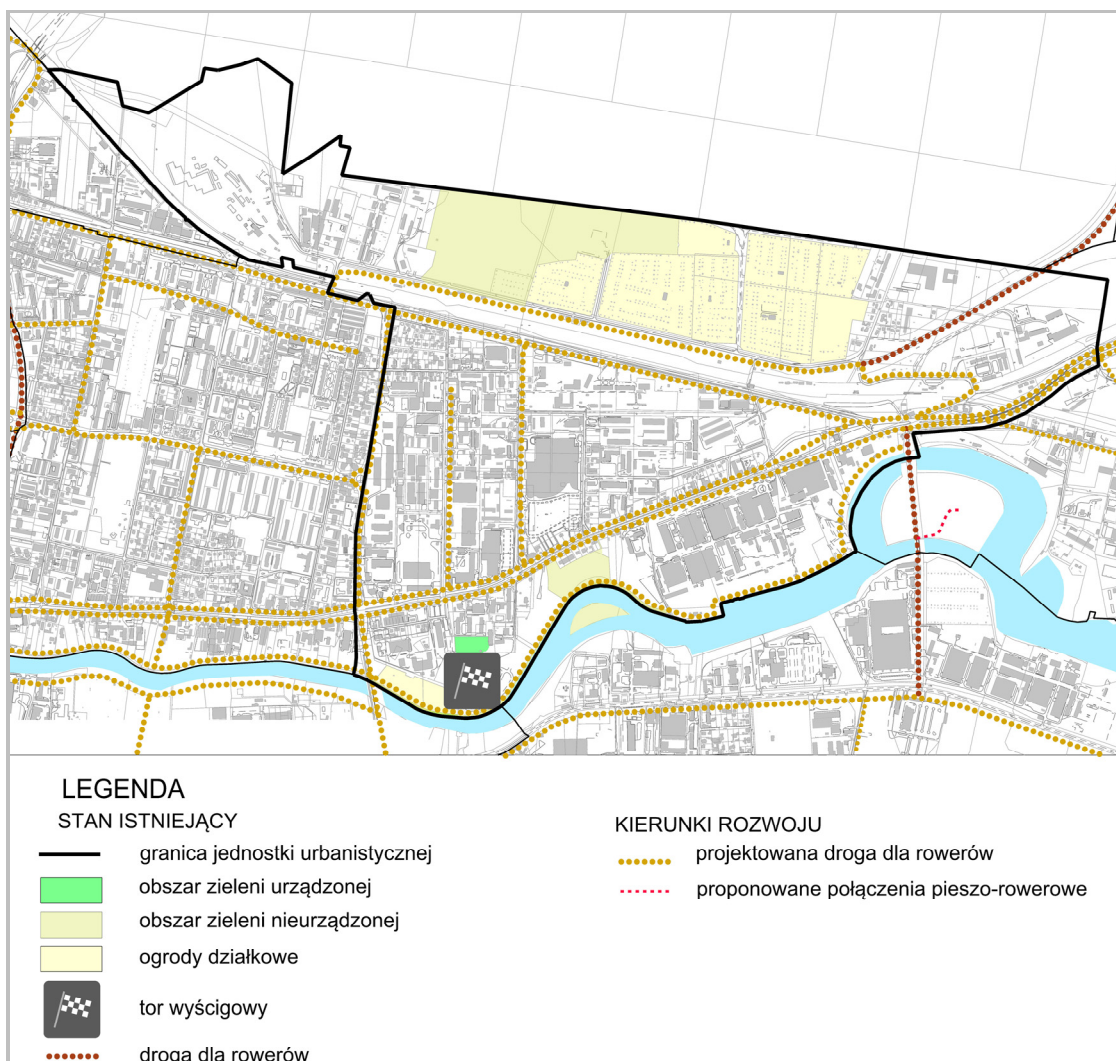 LEGENDA
STAN ISTNIEJĄCY
granica jednostki urbanistycznej
obszar zieleni urządzonej
obszar zieleni nieurządzonej
ogrody działkowe
tor wyścigowy
droga dla rowerów
KIERUNKI ROZWOJU
projektowana droga dla rowerów
proponowane połączenia pieszo-rowerowe